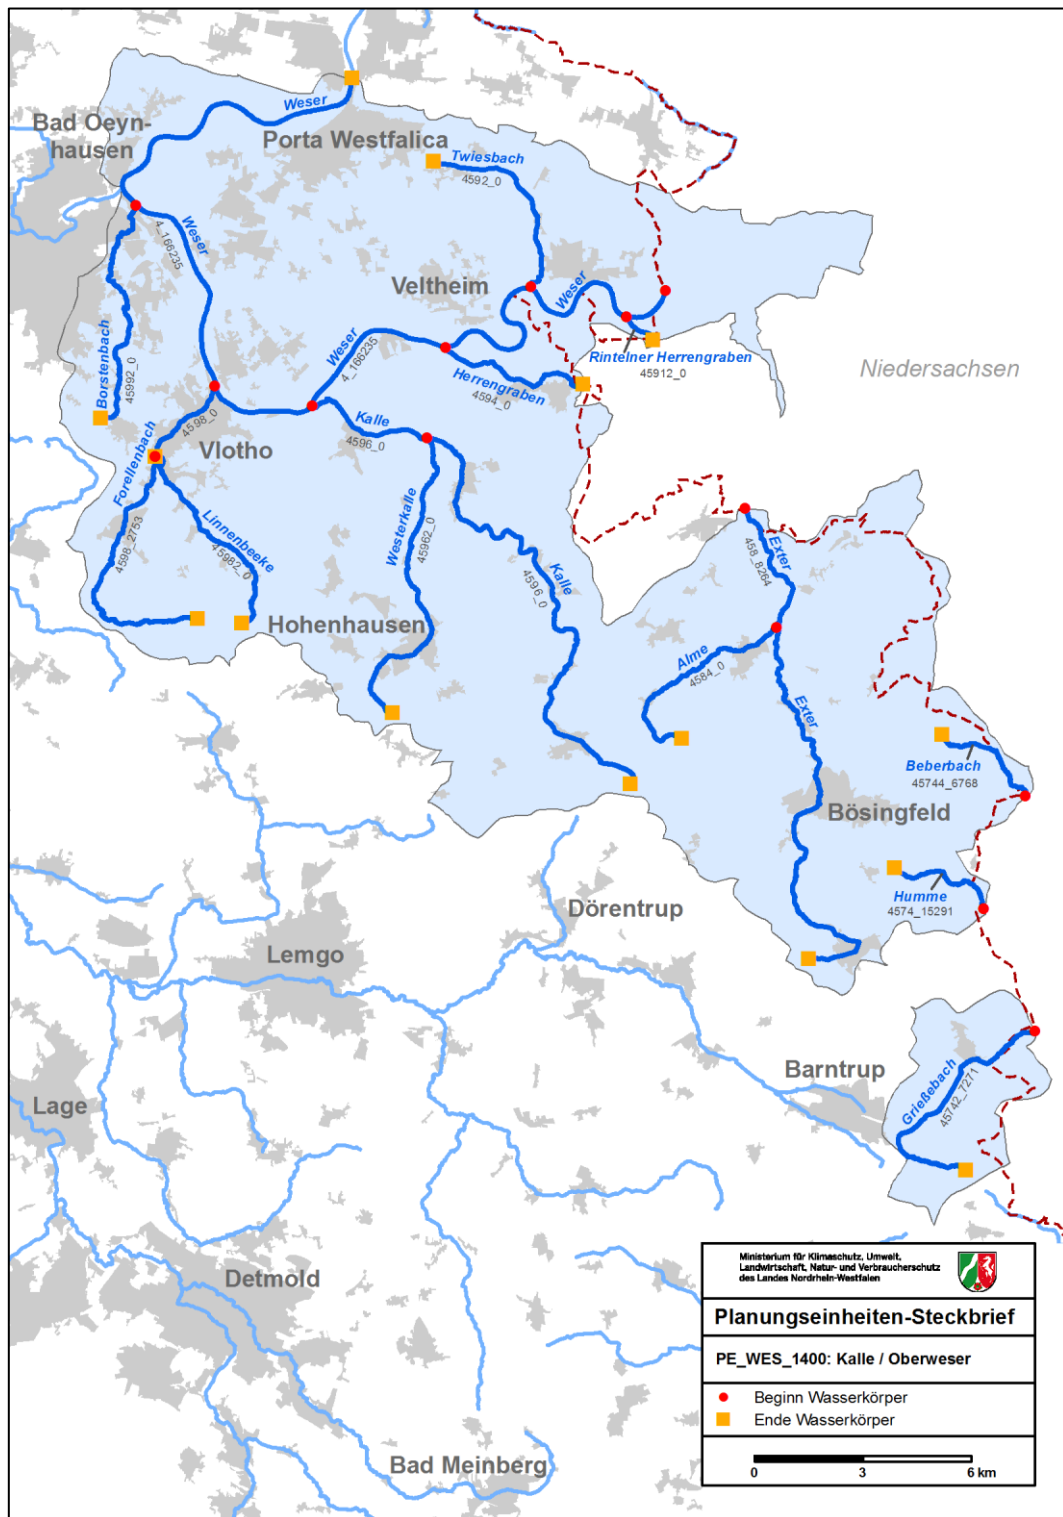 Weser
Bad Oeyn-
hausen
Porta Westfalica
Twiesbach
4592_0
Weser
4_166235
Veltheim
Weser
Borstenbach
45992_0
Weser
4_166235
Rintelner Herrengraben
45912_0
Niedersachsen
Herrengraben
4594_0
Kalle
4596_0
4598_0
Vlotho
Forellenbach
4598_2753
Linnenbeeke
45982_0
Westerkalle
45962_0
Kalle
4596_0
Exter
458_8264
Hohenhausen
Alme
4584_0
Exter
Beberbach
45744_6768
Bösingfeld
Humme
4574_15291
Dörentrup
Lemgo
Barntrup
Grießebach
45742_7271
Lage
Detmold
Bad Meinberg
Ministerium für Klimaschutz, Umwelt,
Landwirtschaft, Natur- und Verbraucherschutz
des Landes Nordrhein-Westfalen
Planungseinheiten-Steckbrief
PE_WES_1400: Kalle / Oberweser
Beginn Wasserkörper
Ende Wasserkörper
0 3 6 km